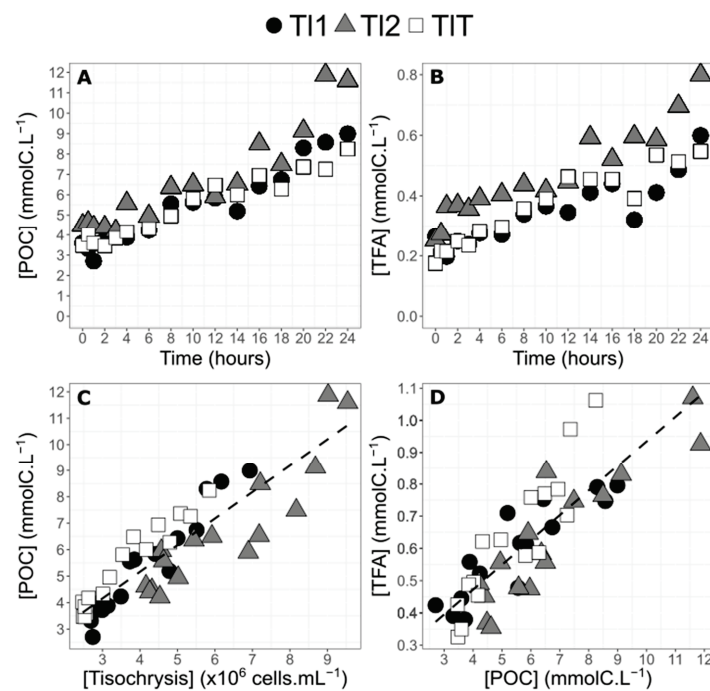 TI1 TI2 TIT
A
[POC] (mmolC.L⁻¹)
12
11
10
9
8
7
6
5
4
3
2
1
0
0 2 4 6 8 10 12 14 16 18 20 22 24
Time (hours)
B
[TFA] (mmolC.L⁻¹)
0.8
0.6
0.4
0.2
0.0
0 2 4 6 8 10 12 14 16 18 20 22 24
Time (hours)
C
[POC] (mmolC.L⁻¹)
12
11
10
9
8
7
6
5
4
3
3 4 5 6 7 8 9
[Tisochrysis] (x10⁶ cells.mL⁻¹)
D
[TFA] (mmolC.L⁻¹)
1.1
1.0
0.9
0.8
0.7
0.6
0.5
0.4
0.3
3 4 5 6 7 8 9 10 11 12
[POC] (mmolC.L⁻¹)